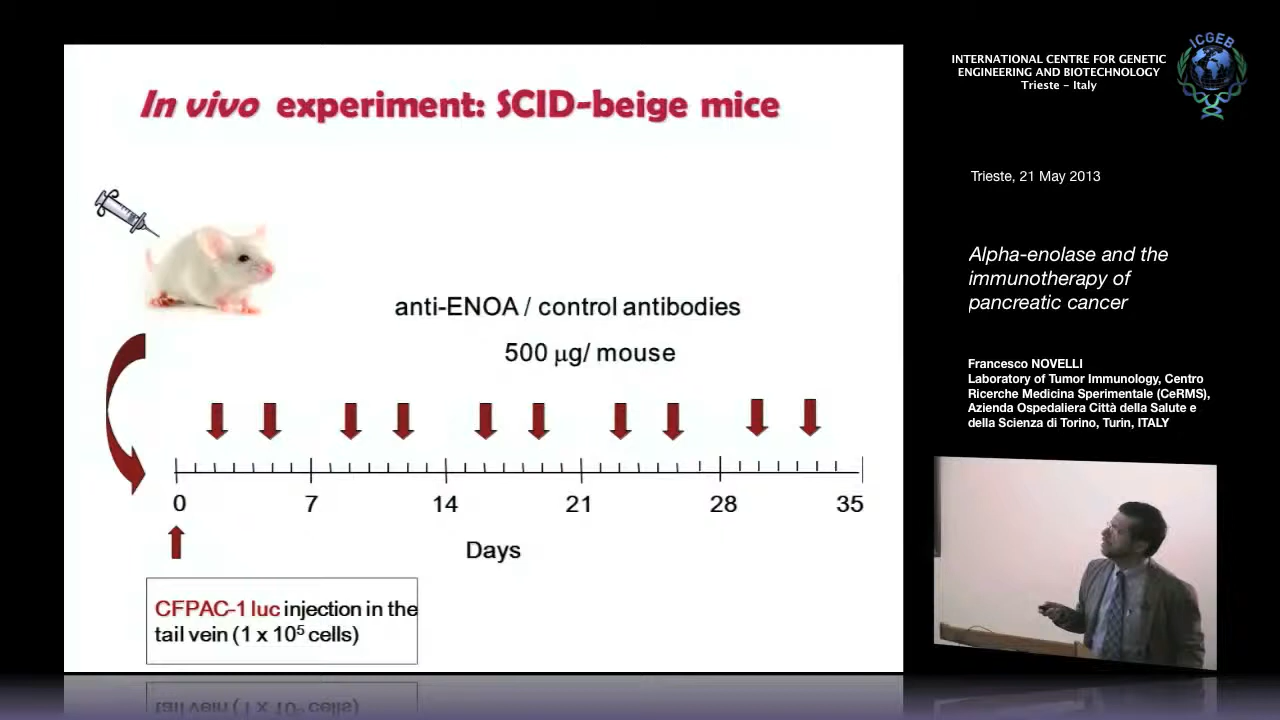 In vivo experiment: SCID-beige mice
anti-ENOA / control antibodies
500 µg/ mouse
0 7 14 21 28 35
Days
CFPAC-1 luc injection in the
tail vein (1 x 10⁵ cells)
INTERNATIONAL CENTRE FOR GENETIC
ENGINEERING AND BIOTECHNOLOGY
Trieste - Italy
ICGEB
Trieste, 21 May 2013
Alpha-enolase and the
immunotherapy of
pancreatic cancer
Francesco NOVELLI
Laboratory of Tumor Immunology, Centro
Ricerche Medicina Sperimentale (CeRMS),
Azienda Ospedaliera Città della Salute e
della Scienza di Torino, Turin, ITALY